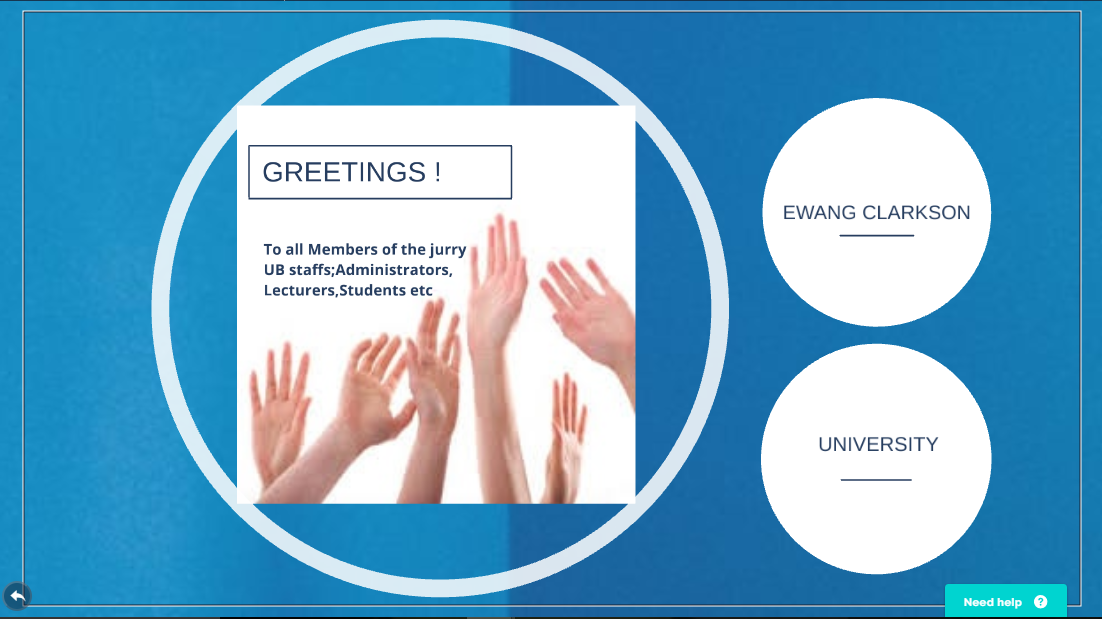 GREETINGS !
To all Members of the jurry
UB staffs;Administrators,
Lecturers,Students etc
EWANG CLARKSON
UNIVERSITY
Need help ?